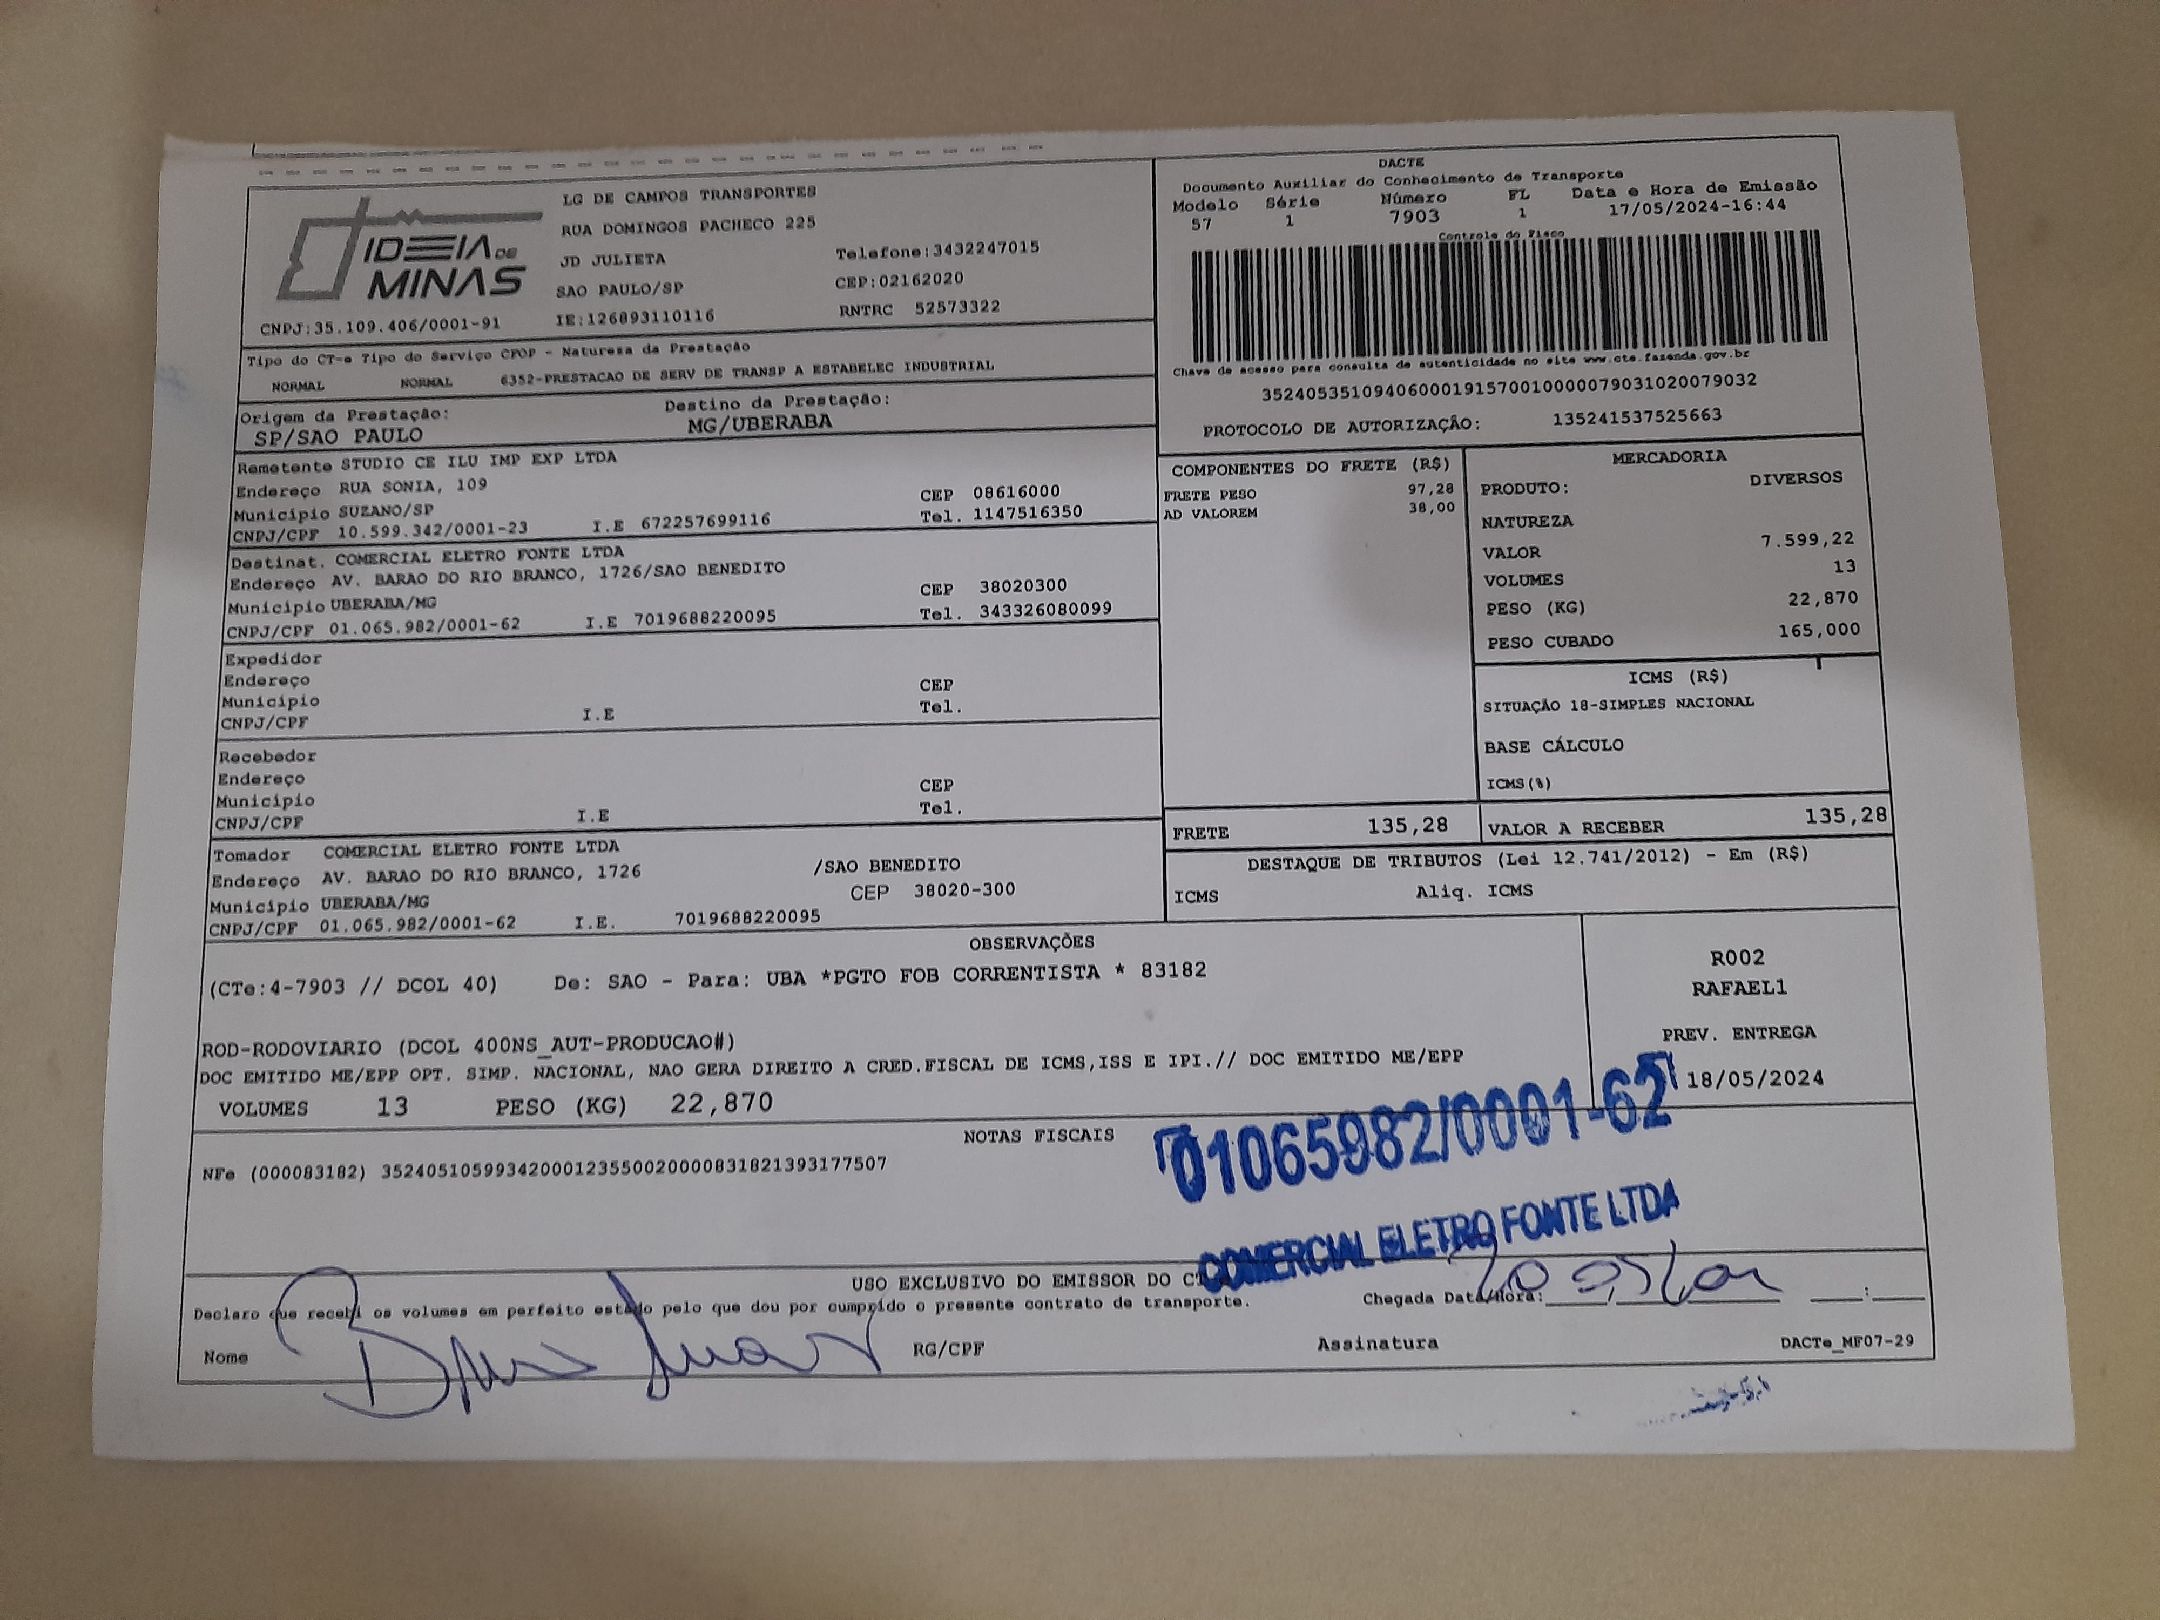 IDEIA DE MINAS
CNPJ:35.109.406/0001-91
LG DE CAMPOS TRANSPORTES
RUA DOMINGOS PACHECO 225
JD JULIETA Telefone:3432247015
SAO PAULO/SP CEP:02162020
IE:126893110116 RNTRC 52573322
DACTE
Documento Auxiliar do Conhecimento de Transporte
Modelo Série Número FL Data e Hora de Emissão
57 1 7903 1 17/05/2024-16:44
Controle do Fisco
Chave de acesso para consulta de autenticidade no site www.cte.fazenda.gov.br
35240535109406000191570010000079031020079032
PROTOCOLO DE AUTORIZAÇÃO: 135241537525663
Tipo do CT-e Tipo do Serviço CFOP - Natureza da Prestação
NORMAL NORMAL 6352-PRESTACAO DE SERV DE TRANSP A ESTABELEC INDUSTRIAL
Origem da Prestação: Destino da Prestação:
SP/SAO PAULO MG/UBERABA
Remetente STUDIO CE ILU IMP EXP LTDA
Endereço RUA SONIA, 109 CEP 08616000
Município SUZANO/SP Tel. 1147516350
CNPJ/CPF 10.599.342/0001-23 I.E 672257699116
Destinat. COMERCIAL ELETRO FONTE LTDA
Endereço AV. BARAO DO RIO BRANCO, 1726/SAO BENEDITO CEP 38020300
Município UBERABA/MG Tel. 343326080099
CNPJ/CPF 01.065.982/0001-62 I.E 7019688220095
Expedidor
Endereço CEP
Município Tel.
CNPJ/CPF I.E
Recebedor
Endereço CEP
Município Tel.
CNPJ/CPF I.E
Tomador COMERCIAL ELETRO FONTE LTDA
Endereço AV. BARAO DO RIO BRANCO, 1726 /SAO BENEDITO
Município UBERABA/MG CEP 38020-300
CNPJ/CPF 01.065.982/0001-62 I.E. 7019688220095
COMPONENTES DO FRETE (R$)
FRETE PESO 97,28
AD VALOREM 38,00
MERCADORIA
PRODUTO: DIVERSOS
NATUREZA
VALOR 7.599,22
VOLUMES 13
PESO (KG) 22,870
PESO CUBADO 165,000
ICMS (R$)
SITUAÇÃO 18-SIMPLES NACIONAL
BASE CÁLCULO
ICMS(%)
FRETE 135,28 VALOR A RECEBER 135,28
DESTAQUE DE TRIBUTOS (Lei 12.741/2012) - Em (R$)
ICMS Aliq. ICMS
OBSERVAÇÕES
(CTe:4-7903 // DCOL 40) De: SAO - Para: UBA *PGTO FOB CORRENTISTA * 83182
ROD-RODOVIARIO (DCOL 400NS_AUT-PRODUCAO#)
DOC EMITIDO ME/EPP OPT. SIMP. NACIONAL, NAO GERA DIREITO A CRED.FISCAL DE ICMS,ISS E IPI.// DOC EMITIDO ME/EPP
VOLUMES 13 PESO (KG) 22,870
R002
RAFAEL1
PREV. ENTREGA
18/05/2024
NOTAS FISCAIS
NFe (000083182) 35240510599342000123550020000831821393177507
01065982/0001-62
COMERCIAL ELETRO FONTE LTDA
USO EXCLUSIVO DO EMISSOR DO
Declaro que recebi os volumes em perfeito estado pelo que dou por cumprido o presente contrato de transporte. Chegada Data/Hora:
Nome RG/CPF Assinatura DACTe_MF07-29